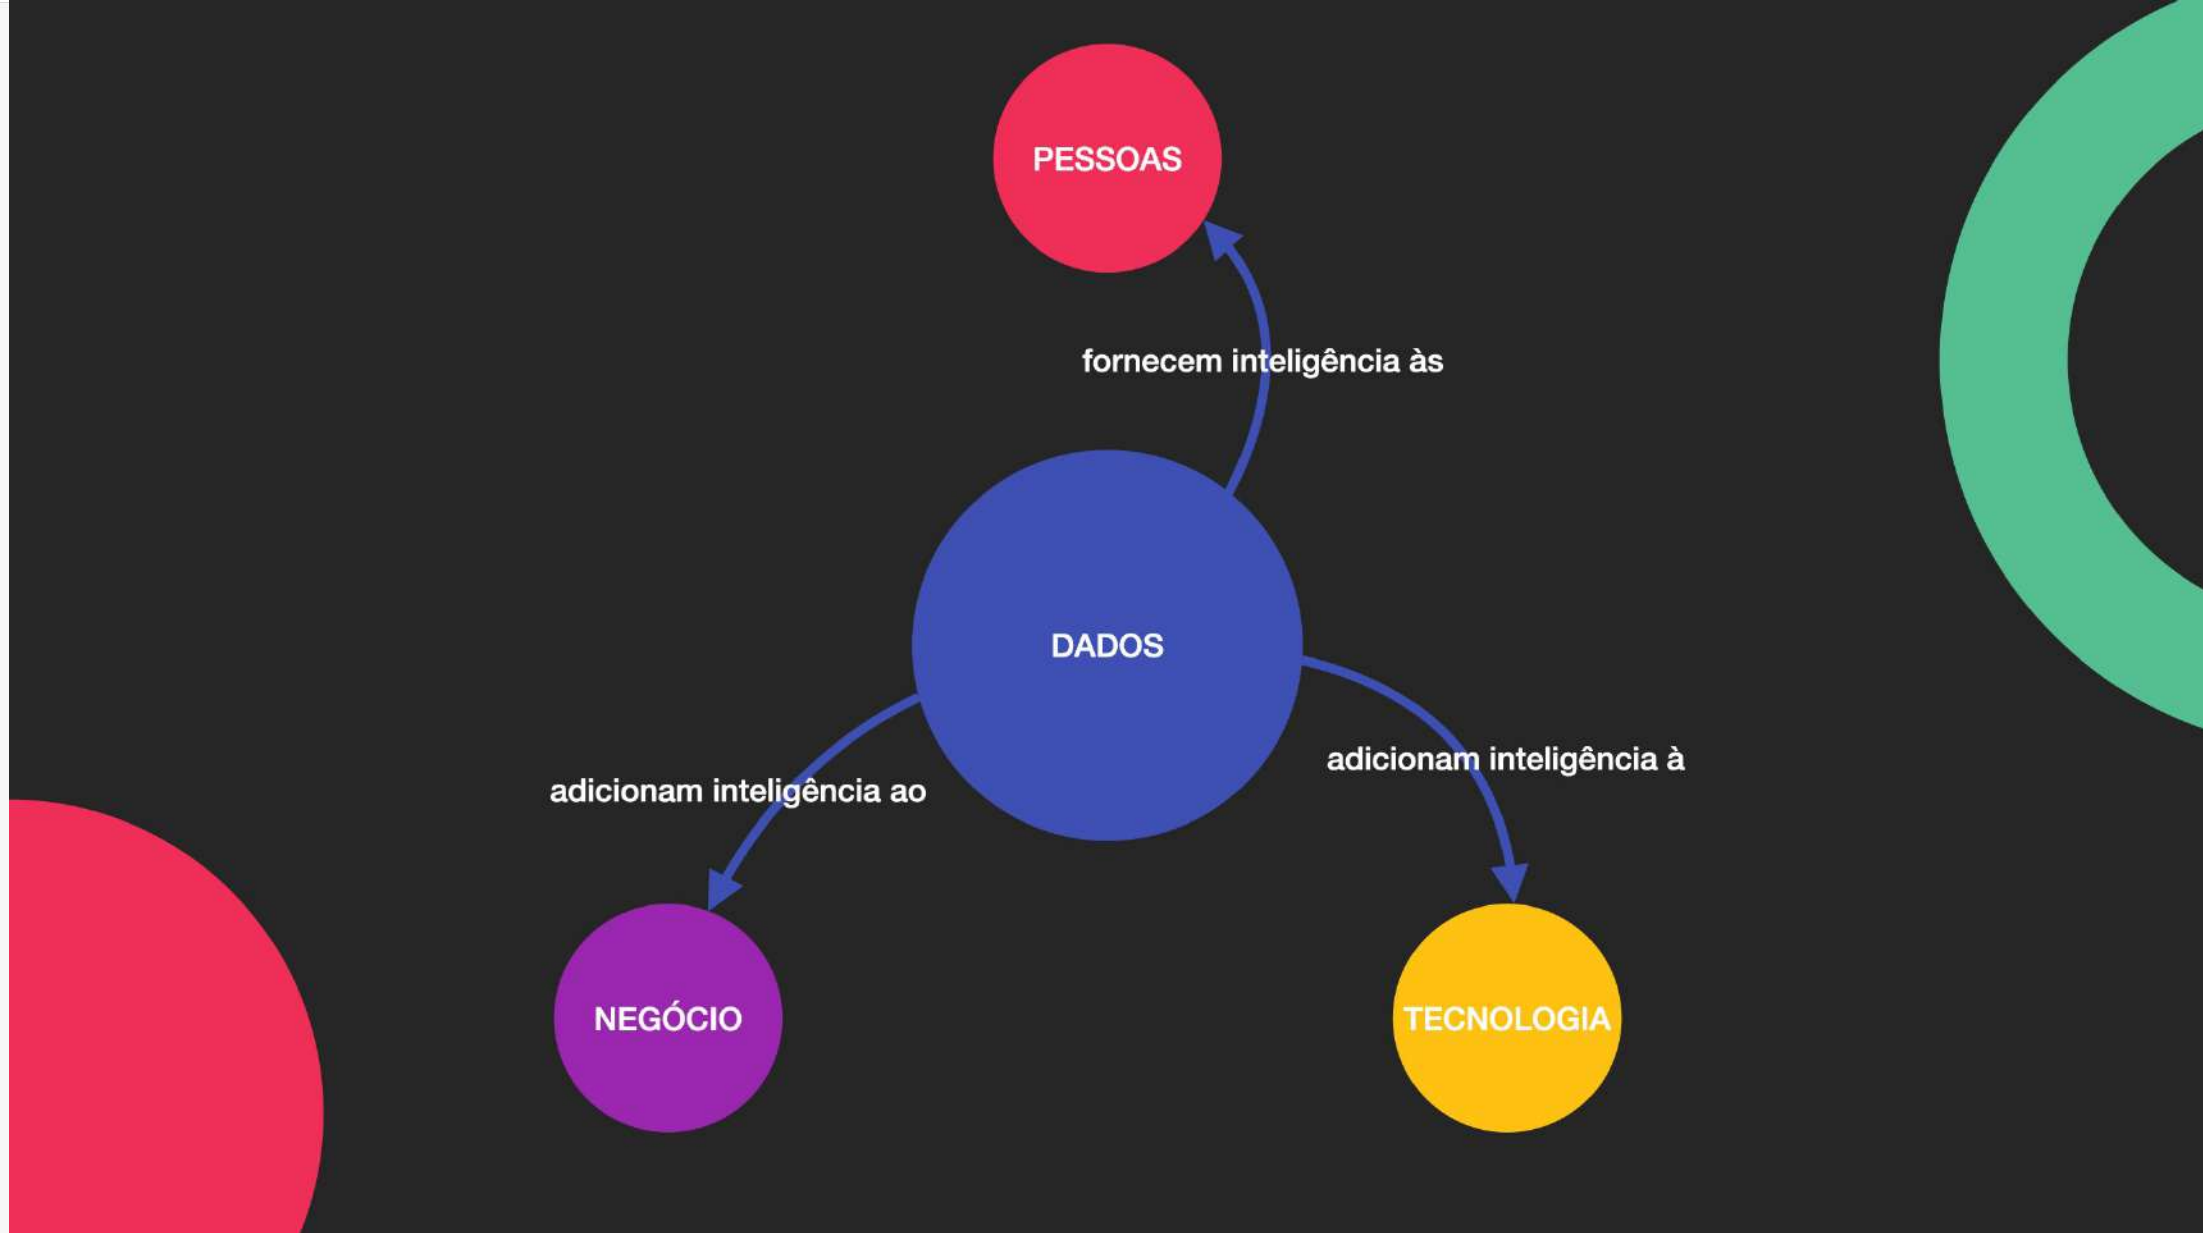 PESSOAS
fornecem inteligência às
DADOS
adicionam inteligência à
adicionam inteligência ao
NEGÓCIO
TECNOLOGIA